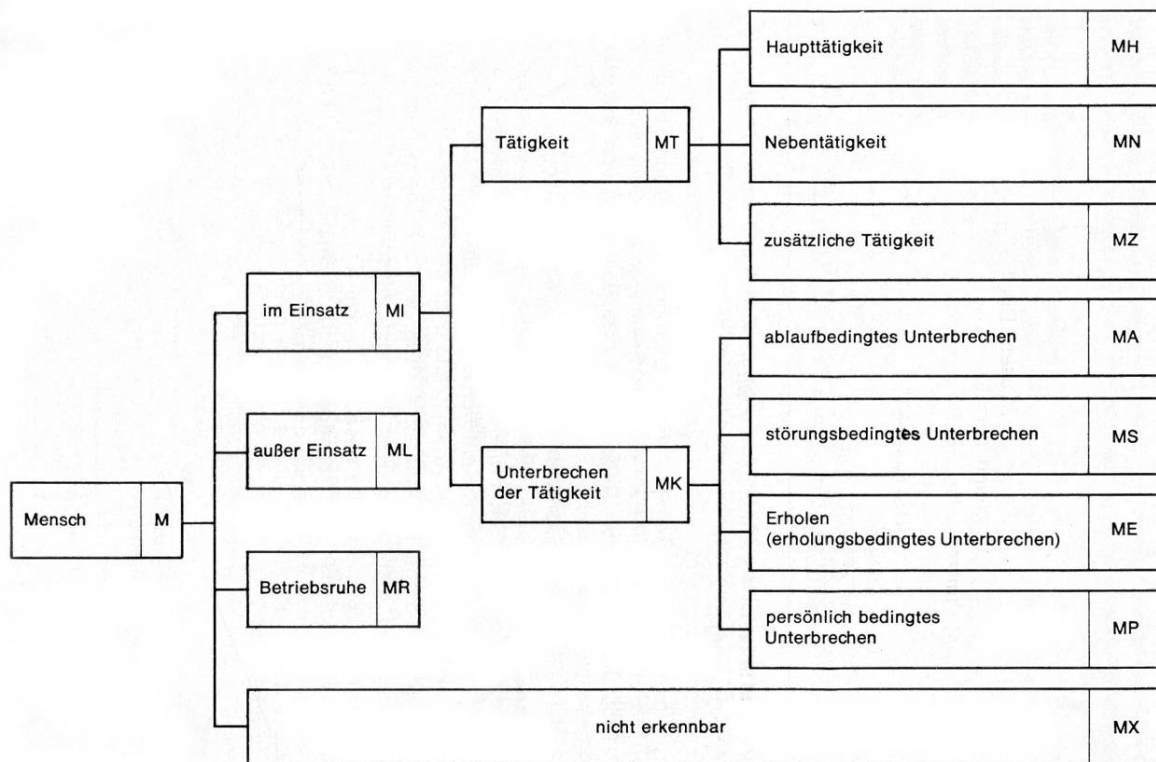 Haupttätigkeit MH
Tätigkeit MT
Nebentätigkeit MN
zusätzliche Tätigkeit MZ
im Einsatz MI
ablaufbedingtes Unterbrechen MA
außer Einsatz ML
störungsbedingtes Unterbrechen MS
Unterbrechen
der Tätigkeit MK
Mensch M
Erholen
(erholungsbedingtes Unterbrechen) ME
Betriebsruhe MR
persönlich bedingtes
Unterbrechen MP
nicht erkennbar MX